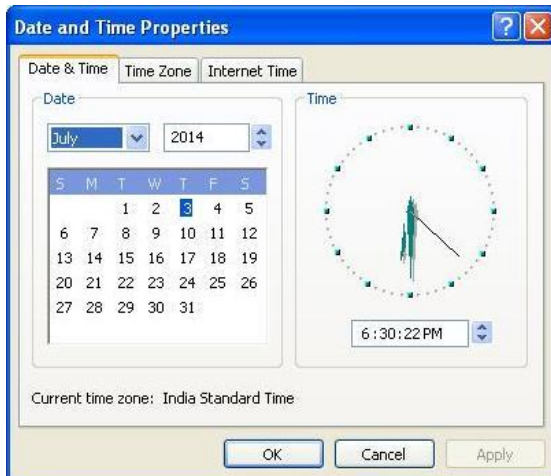 Date and Time Properties
Date & Time Time Zone Internet Time
Date Time
July 2014
S M T W T F S
1 2 3 4 5
6 7 8 9 10 11 12
13 14 15 16 17 18 19
20 21 22 23 24 25 26
27 28 29 30 31
6:30:22 PM
Current time zone: India Standard Time
OK Cancel Apply